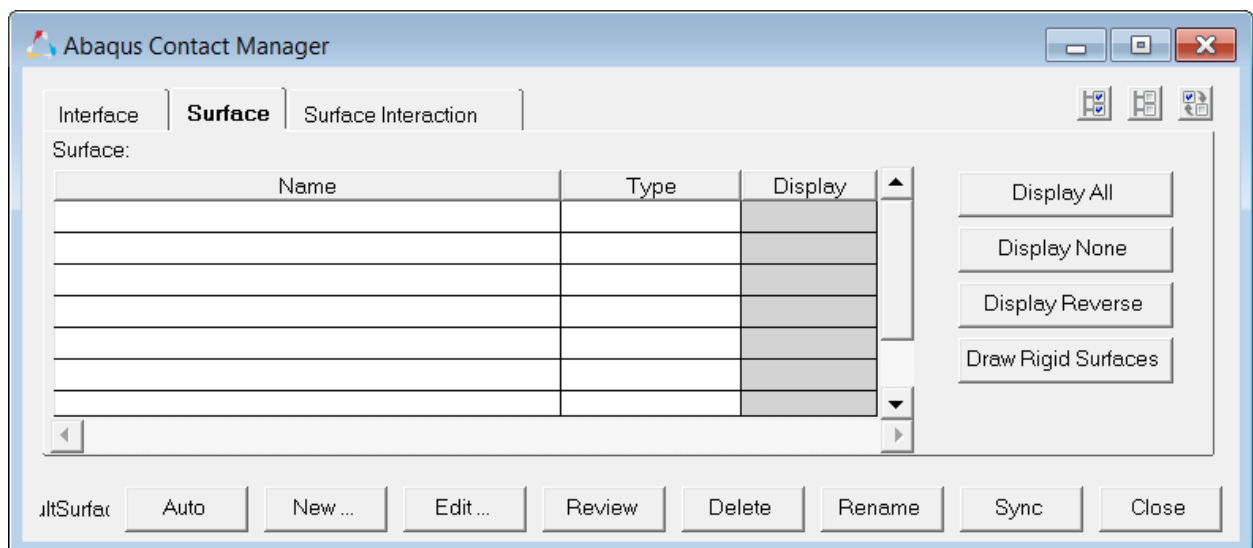 Abaqus Contact Manager
Interface Surface Surface Interaction
Surface:
Name Type Display
Display All
Display None
Display Reverse
Draw Rigid Surfaces
Auto New ... Edit ... Review Delete Rename Sync Close